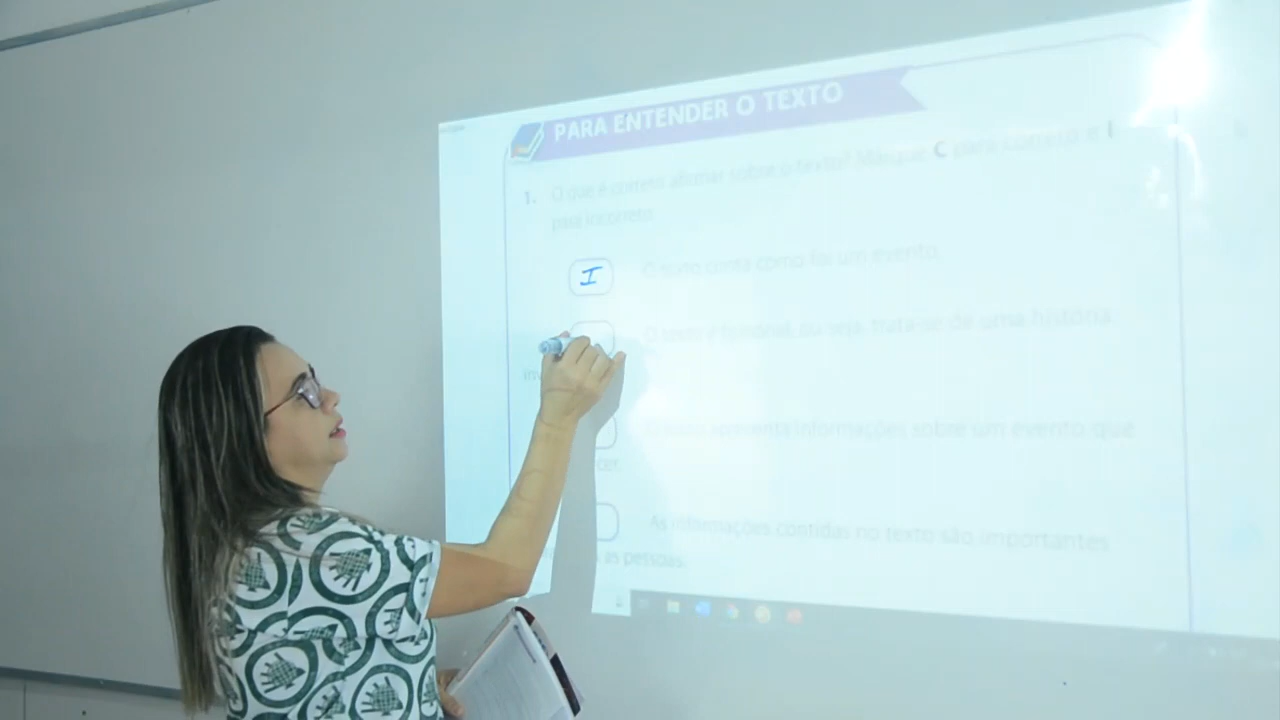 PARA ENTENDER O TEXTO
1. O que é correto afirmar sobre o texto? Marque C para correto e I
para incorreto.
I O texto conta como foi um evento.
O texto é ficcional, ou seja, trata-se de uma história
inv
O texto apresenta informações sobre um evento que
As informações contidas no texto são importantes
as pessoas.